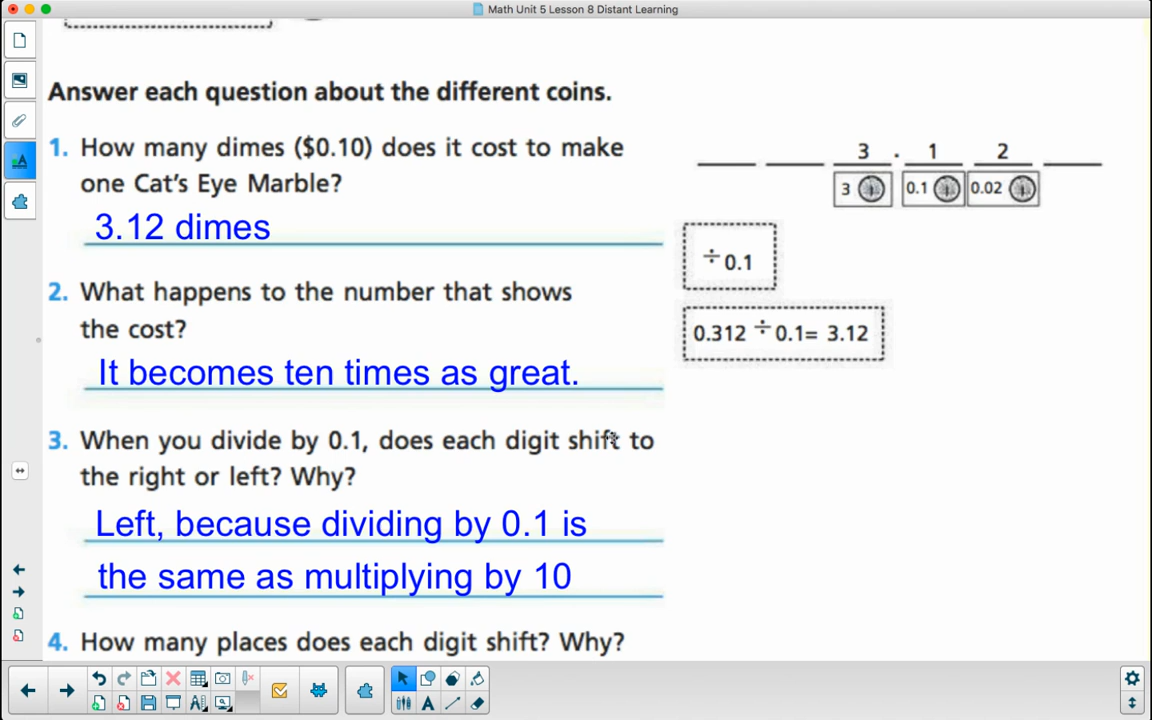 Math Unit 5 Lesson 8 Distant Learning
Answer each question about the different coins.
1. How many dimes ($0.10) does it cost to make
one Cat's Eye Marble?
3.12 dimes
2. What happens to the number that shows
the cost?
It becomes ten times as great.
3. When you divide by 0.1, does each digit shift to
the right or left? Why?
Left, because dividing by 0.1 is
the same as multiplying by 10
4. How many places does each digit shift? Why?
3 . 1 2
3 0.1 0.02
÷ 0.1
0.312 ÷ 0.1= 3.12